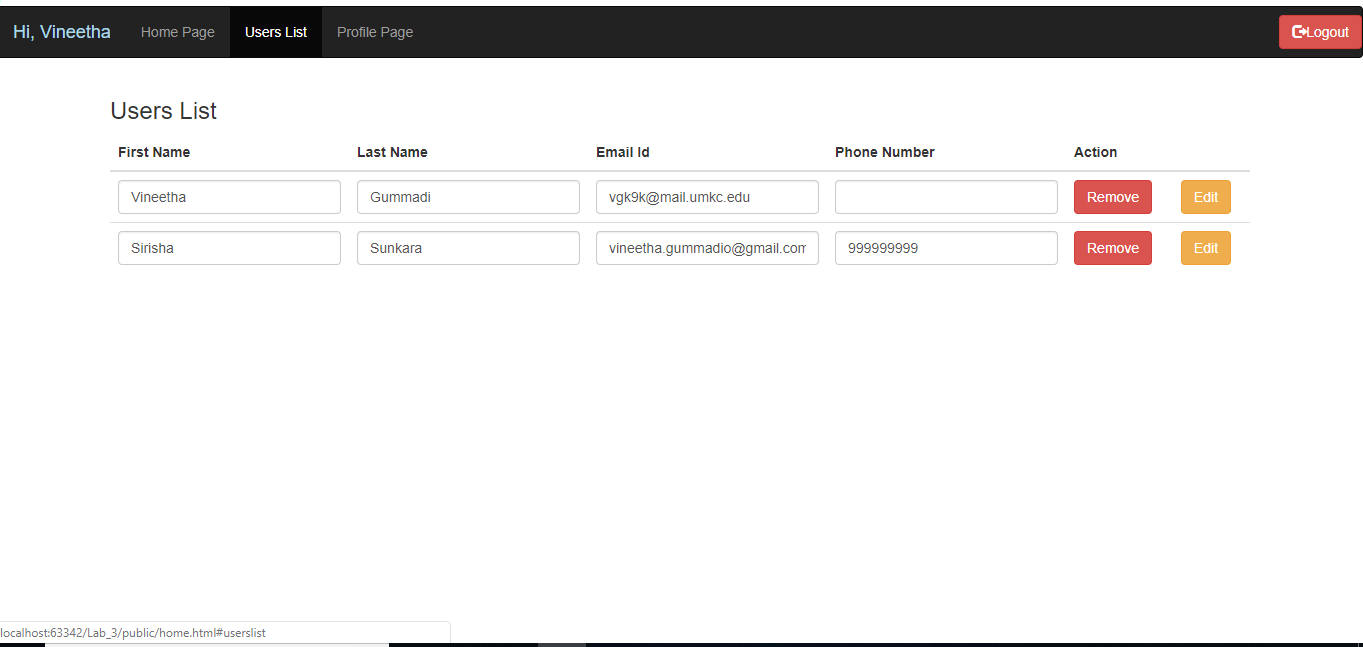 Hi, Vineetha Home Page Users List Profile Page Logout
Users List
First Name Last Name Email Id Phone Number Action
Vineetha Gummadi vgk9k@mail.umkc.edu Remove Edit
Sirisha Sunkara vineetha.gummadio@gmail.com 999999999 Remove Edit
localhost:63342/Lab_3/public/home.html#userslist